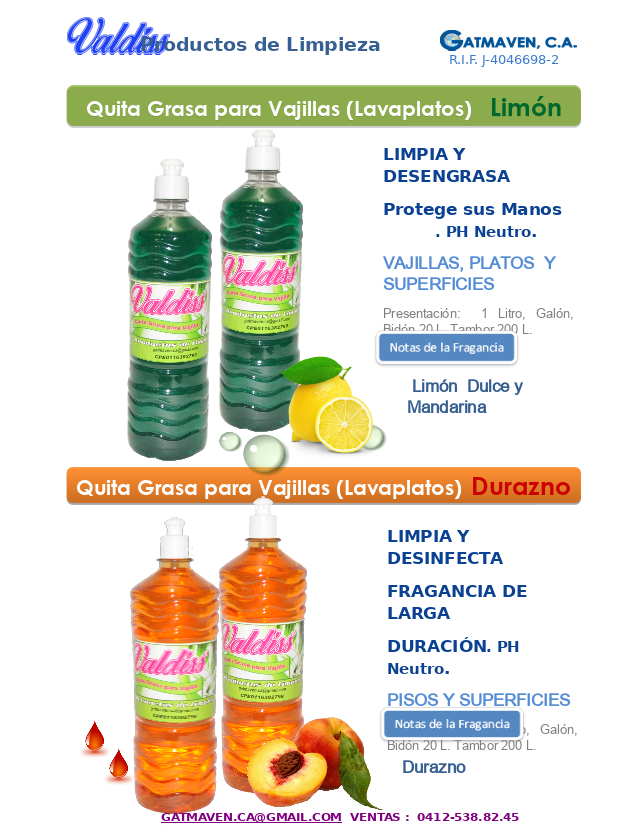 Valdiss Productos de Limpieza
GATMAVEN, C.A.
R.I.F. J-4046698-2
Quita Grasa para Vajillas (Lavaplatos) Limón
LIMPIA Y
DESENGRASA
Protege sus Manos
. PH Neutro.
VAJILLAS, PLATOS Y
SUPERFICIES
Presentación: 1 Litro, Galón,
Bidón 20 L. Tambor 200 L.
Notas de la Fragancia
Limón Dulce y
Mandarina
Valdiss
Valdiss
Quita Grasa para Vajillas (Lavaplatos) Durazno
LIMPIA Y
DESINFECTA
FRAGANCIA DE
LARGA
DURACIÓN. PH
Neutro.
PISOS Y SUPERFICIES
Galón,
Notas de la Fragancia
Bidón 20 L. Tambor 200 L.
Durazno
Valdiss
Valdiss
GATMAVEN.CA@GMAIL.COM VENTAS : 0412-538.82.45